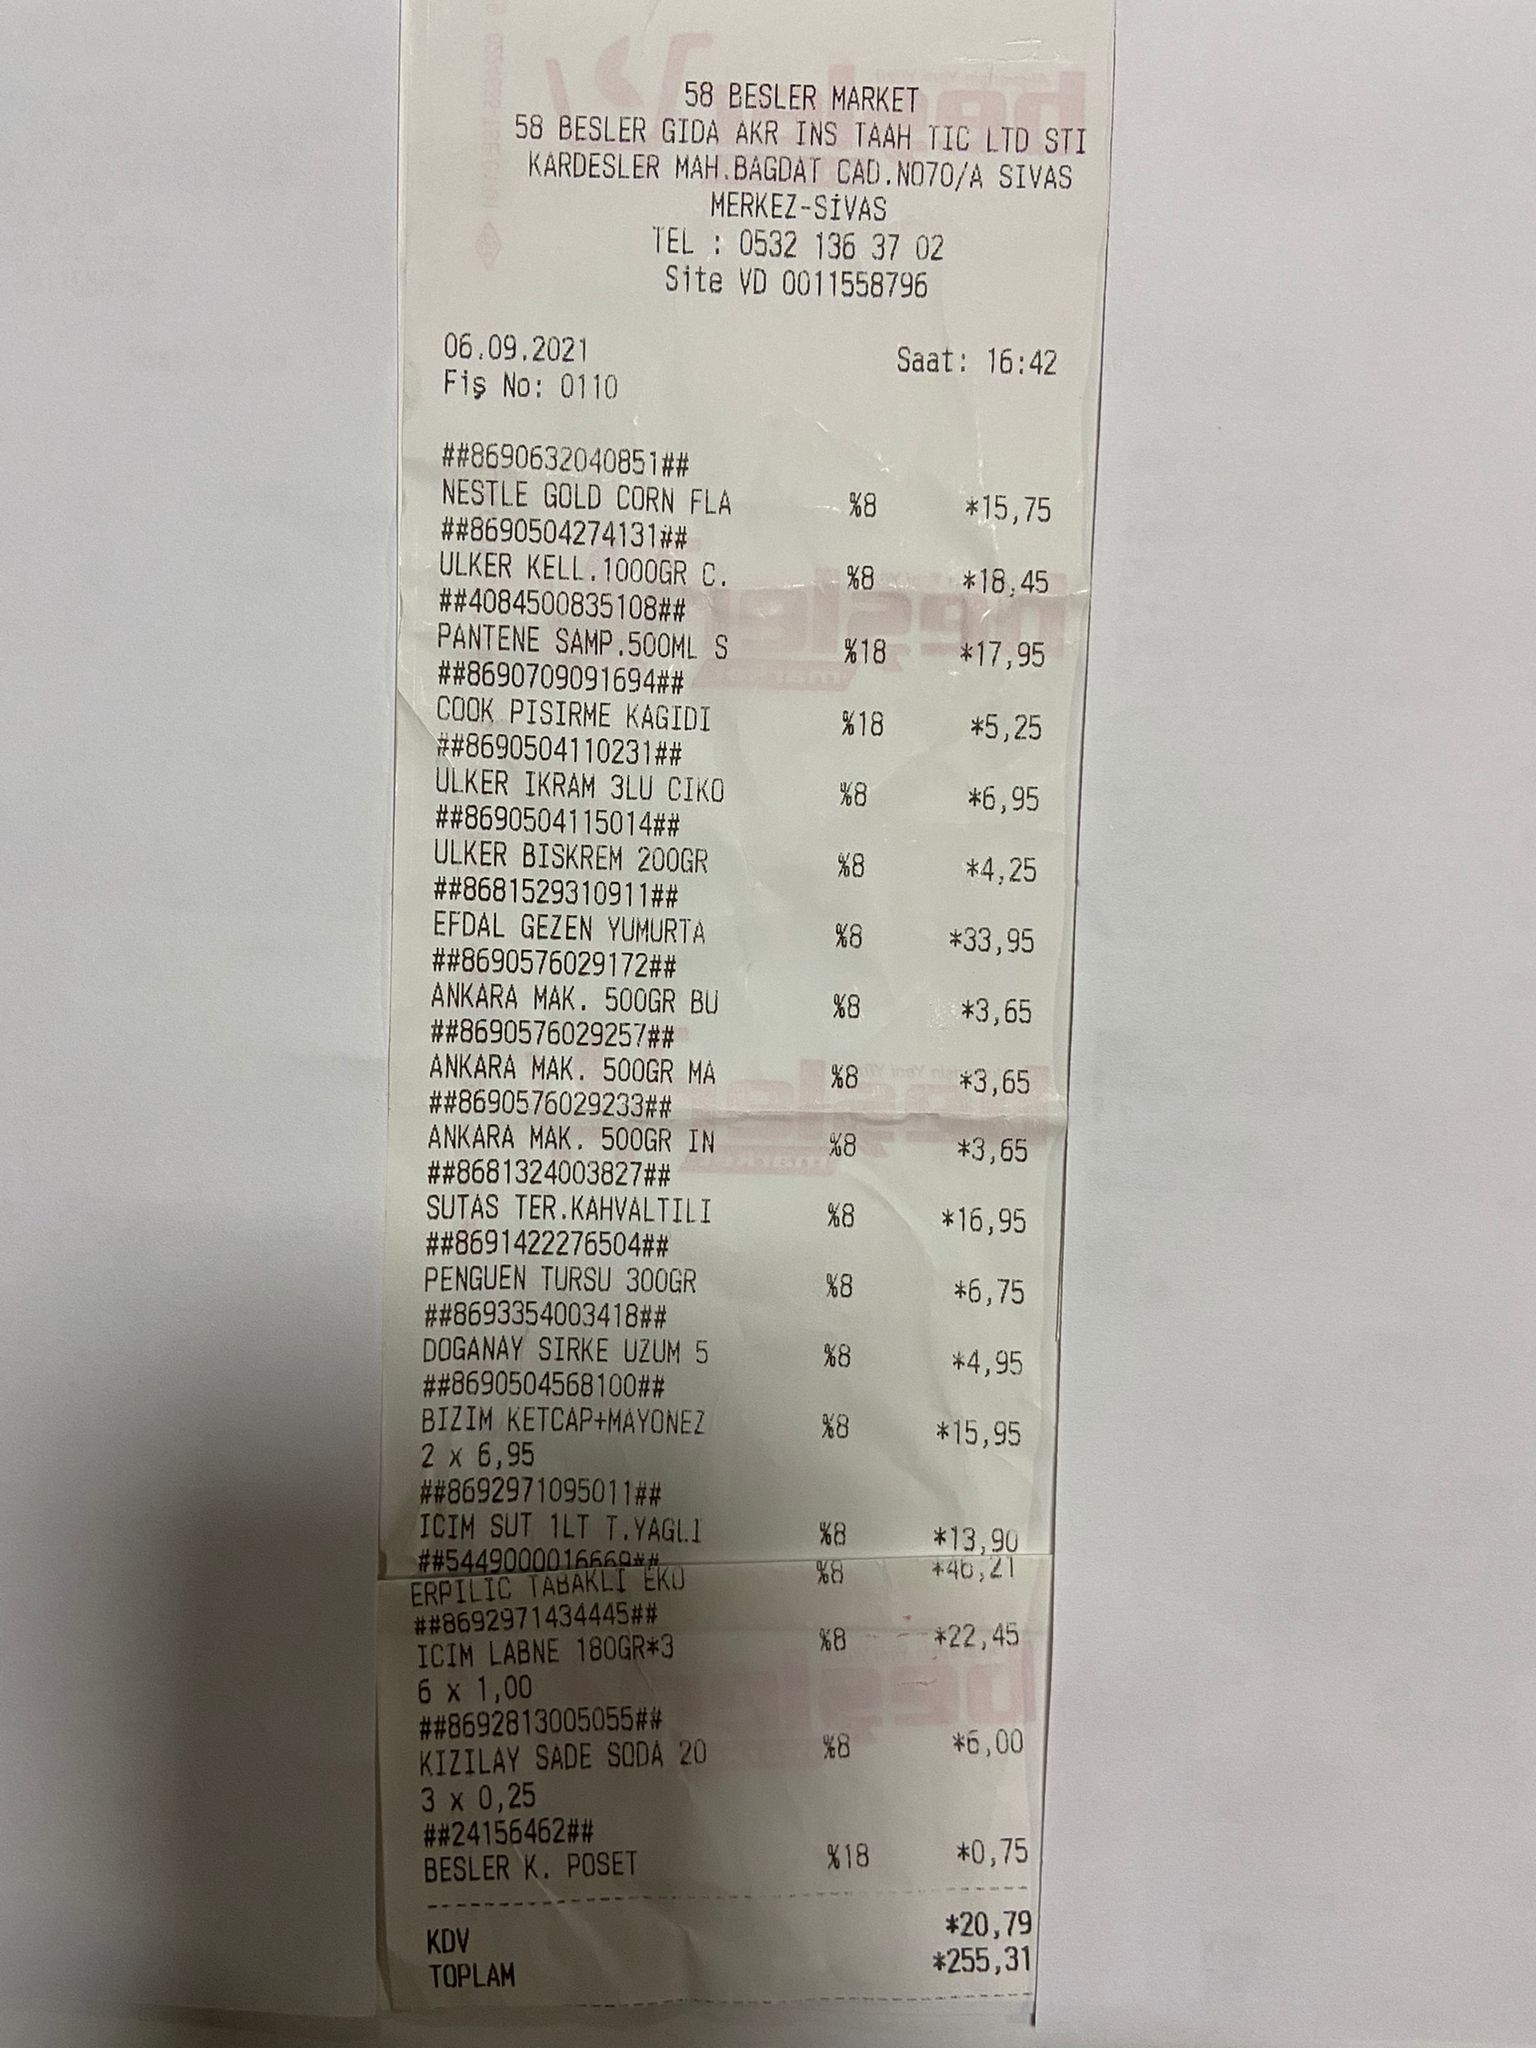 58 BESLER MARKET
58 BESLER GIDA AKR INS TAAH TIC LTD STI
KARDESLER MAH.BAGDAT CAD.NO70/A SIVAS
MERKEZ-SİVAS
TEL : 0532 136 37 02
Site VD 0011558796
06.09.2021 Saat: 16:42
Fiş No: 0110
##8690632040851##
NESTLE GOLD CORN FLA %8 *15,75
##8690504274131##
ULKER KELL.1000GR C. %8 *18,45
##4084500835108##
PANTENE SAMP.500ML S %18 *17,95
##8690709091694##
COOK PISIRME KAGIDI %18 *5,25
##8690504110231##
ULKER IKRAM 3LU CIKO %8 *6,95
##8690504115014##
ULKER BISKREM 200GR %8 *4,25
##8681529310911##
EFDAL GEZEN YUMURTA %8 *33,95
##8690576029172##
ANKARA MAK. 500GR BU %8 *3,65
##8690576029257##
ANKARA MAK. 500GR MA %8 *3,65
##8690576029233##
ANKARA MAK. 500GR IN %8 *3,65
##8681324003827##
SUTAS TER.KAHVALTILI %8 *16,95
##8691422276504##
PENGUEN TURSU 300GR %8 *6,75
##8693354003418##
DOGANAY SIRKE UZUM 5 %8 *4,95
##8690504568100##
BIZIM KETCAP+MAYONEZ %8 *15,95
2 x 6,95
##8692971095011##
ICIM SUT 1LT T.YAGLI %8 *13,90
##5449000016669##
ERPILIC TABAKLI EKO %8 *46,21
##8692971434445##
ICIM LABNE 180GR*3 %8 *22,45
6 x 1,00
##8692813005055##
KIZILAY SADE SODA 20 %8 *6,00
3 x 0,25
##24156462##
BESLER K. POSET %18 *0,75
KDV *20,79
TOPLAM *255,31